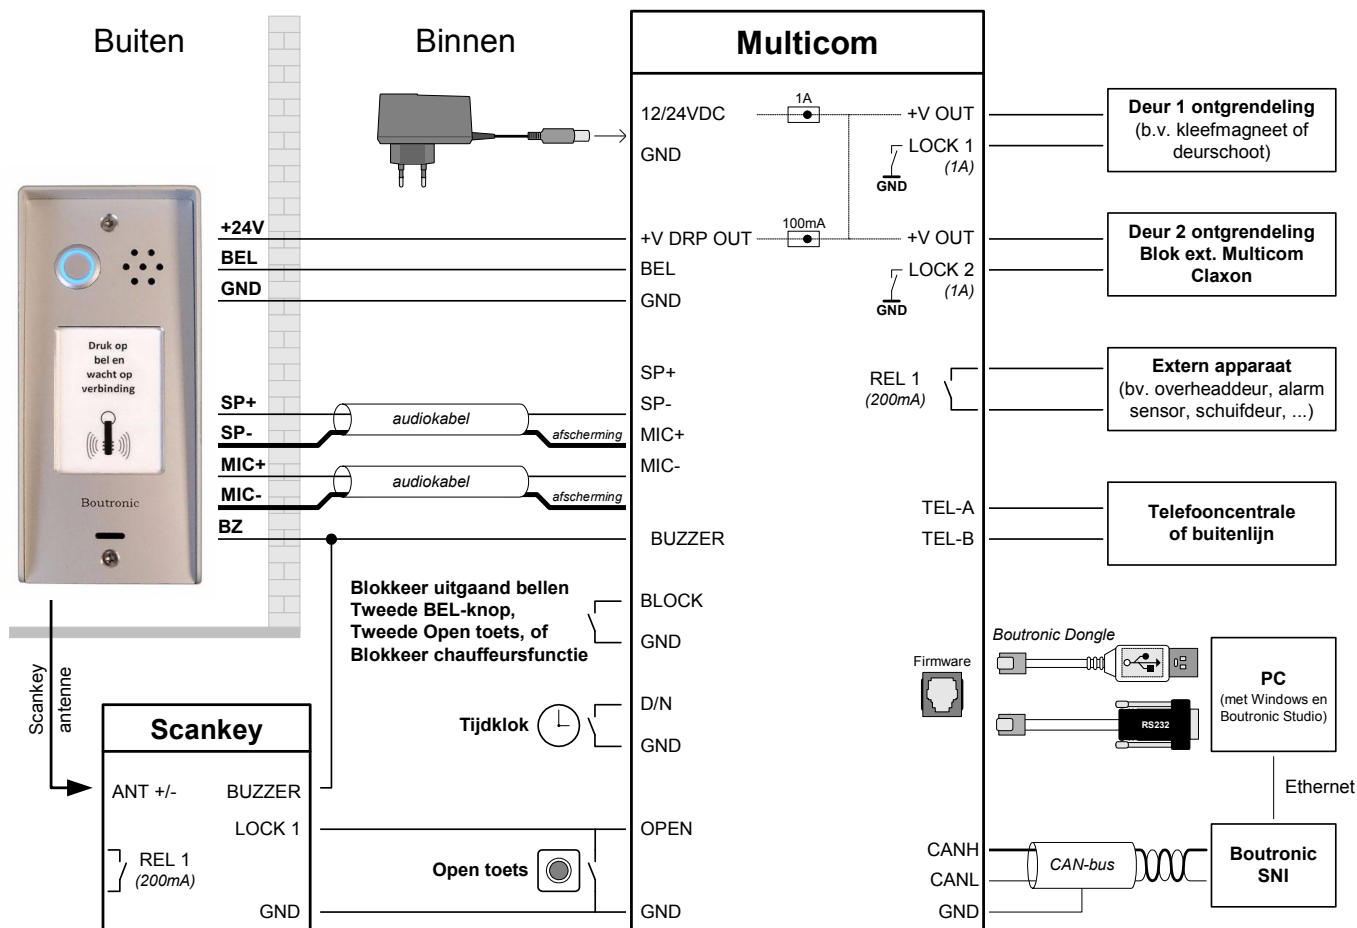 Buiten
Binnen
Multicom
12/24VDC
1A
+V OUT
GND
LOCK 1
(1A)
GND
Deur 1 ontgrendeling
(b.v. kleefmagneet of
deurschoot)
+24V
BEL
GND
+V DRP OUT
100mA
+V OUT
BEL
LOCK 2
(1A)
GND
GND
Deur 2 ontgrendeling
Blok ext. Multicom
Claxon
Druk op
bel en
wacht op
verbinding
Boutronic
SP+
SP-
MIC+
MIC-
BZ
audiokabel
afscherming
audiokabel
afscherming
SP+
SP-
MIC+
MIC-
BUZZER
REL 1
(200mA)
Extern apparaat
(bv. overheaddeur, alarm
sensor, schuifdeur, ...)
TEL-A
TEL-B
Telefooncentrale
of buitenlijn
Blokkeer uitgaand bellen
Tweede BEL-knop,
Tweede Open toets, of
Blokkeer chauffeursfunctie
BLOCK
GND
Tijdklok
D/N
GND
Firmware
Boutronic Dongle
RS232
PC
(met Windows en
Boutronic Studio)
Ethernet
Scankey
antenne
Scankey
ANT +/-
BUZZER
LOCK 1
REL 1
(200mA)
GND
Open toets
OPEN
GND
CANH
CANL
GND
CAN-bus
Boutronic
SNI